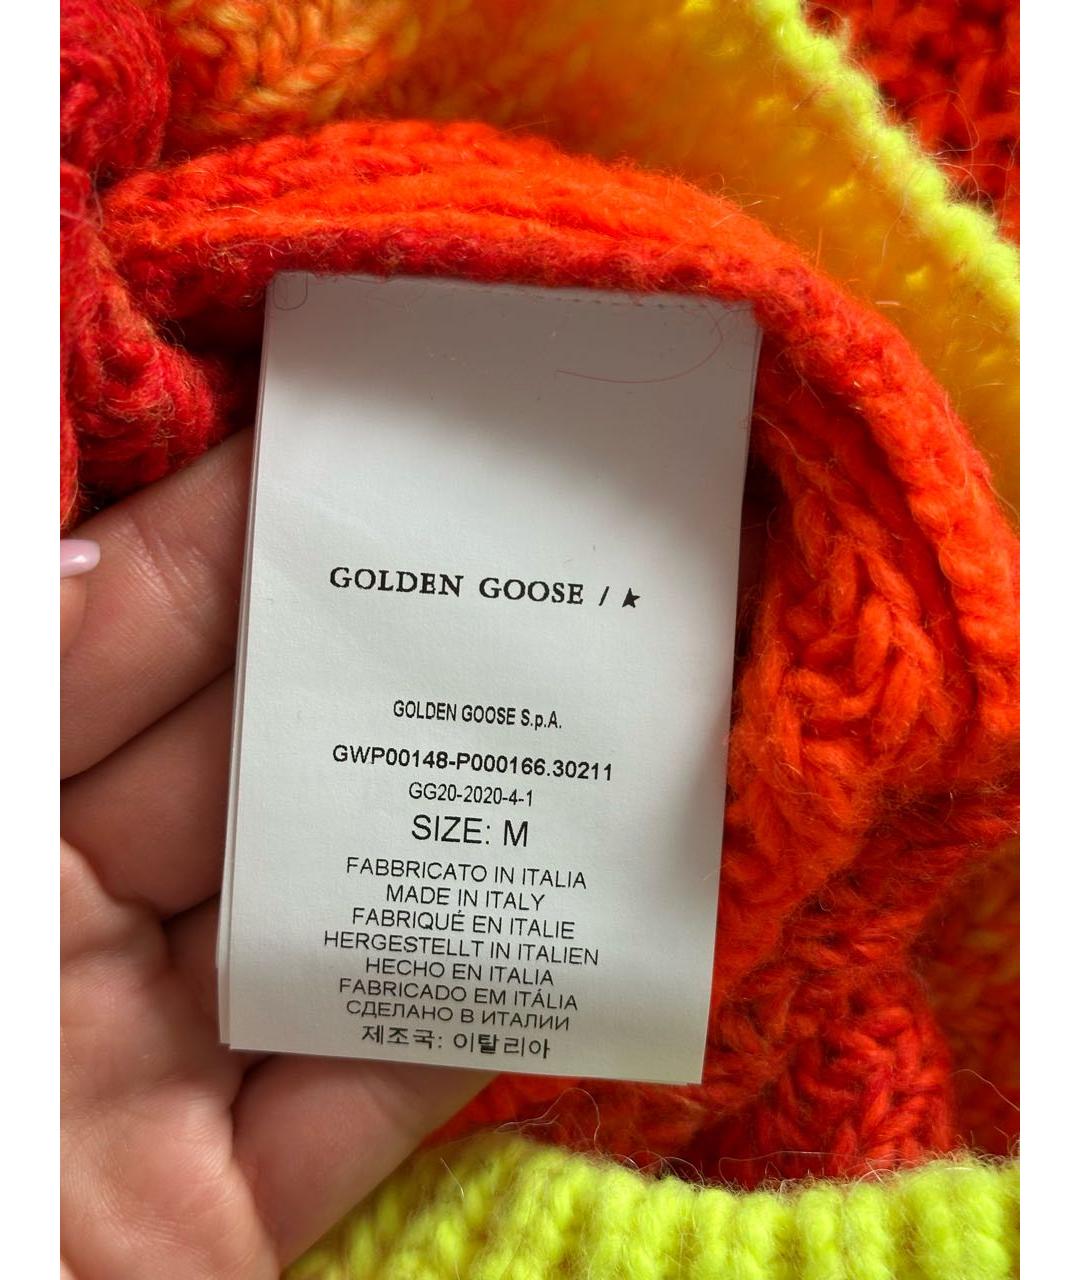 GOLDEN GOOSE / ★
GOLDEN GOOSE S.p.A.
GWP00148-P000166.30211
GG20-2020-4-1
SIZE: M
FABBRICATO IN ITALIA
MADE IN ITALY
FABRIQUÉ EN ITALIE
HERGESTELLT IN ITALIEN
HECHO EN ITALIA
FABRICADO EM ITÁLIA
СДЕЛАНО В ИТАЛИИ
제조국: 이탈리아